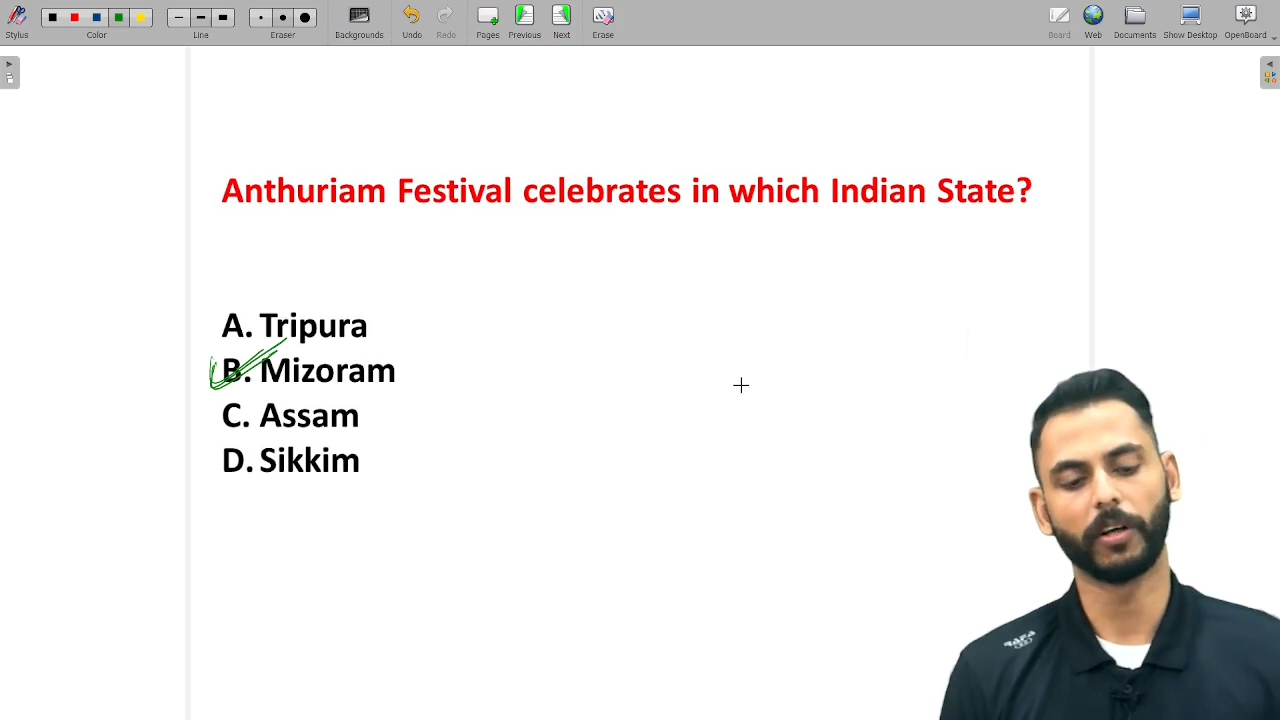 Stylus
Color
Line
Eraser
Backgrounds
Undo
Redo
Pages
Previous
Next
Erase
Board
Web
Documents
Show Desktop
OpenBoard
Anthuriam Festival celebrates in which Indian State?
A. Tripura
B. Mizoram
C. Assam
D. Sikkim